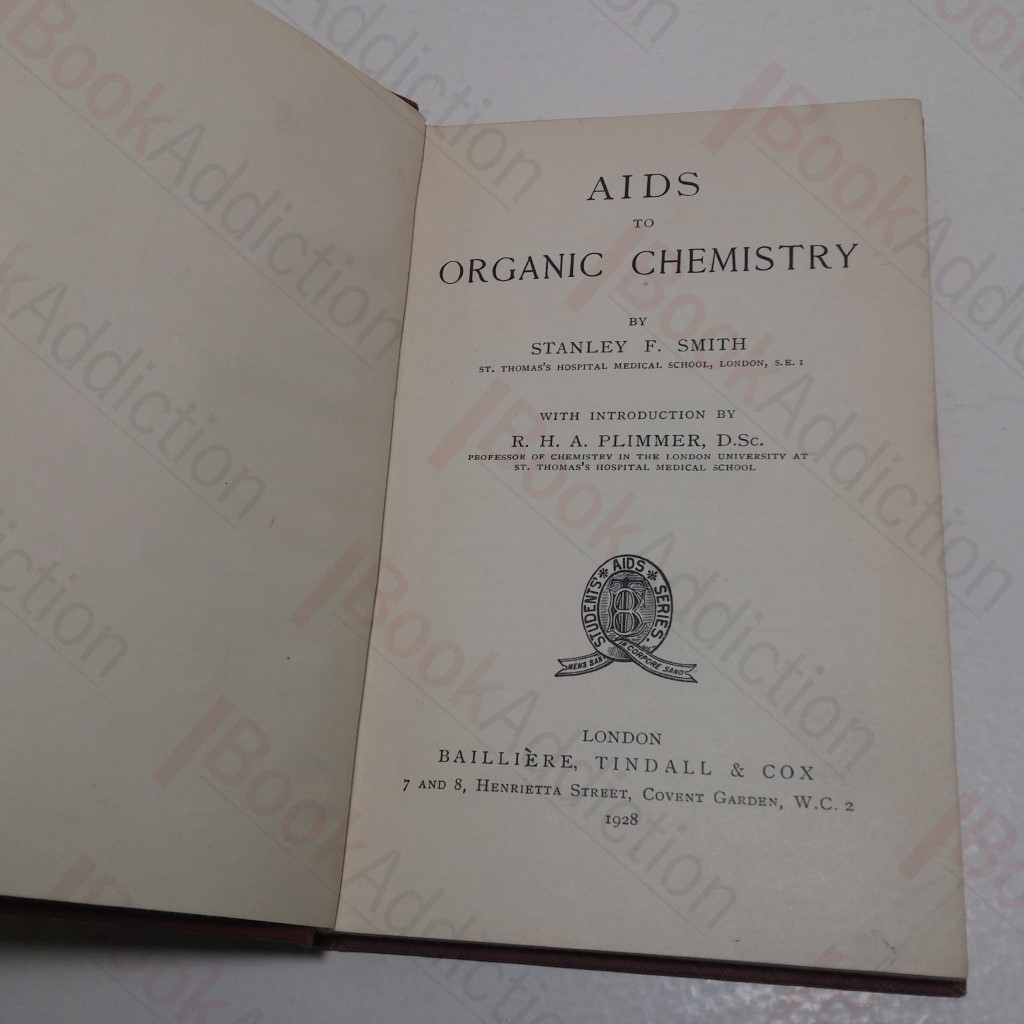 AIDS
TO
ORGANIC CHEMISTRY
BY
STANLEY F. SMITH
ST. THOMAS'S HOSPITAL MEDICAL SCHOOL, LONDON, S.E. 1
WITH INTRODUCTION BY
R. H. A. PLIMMER, D.Sc.
PROFESSOR OF CHEMISTRY IN THE LONDON UNIVERSITY AT
ST. THOMAS'S HOSPITAL MEDICAL SCHOOL
STUDENTS' * AIDS * SERIES.
MENS SANA IN CORPORE SANO
LONDON
BAILLIÈRE, TINDALL & COX
7 AND 8, HENRIETTA STREET, COVENT GARDEN, W.C. 2
1928
BookAddiction